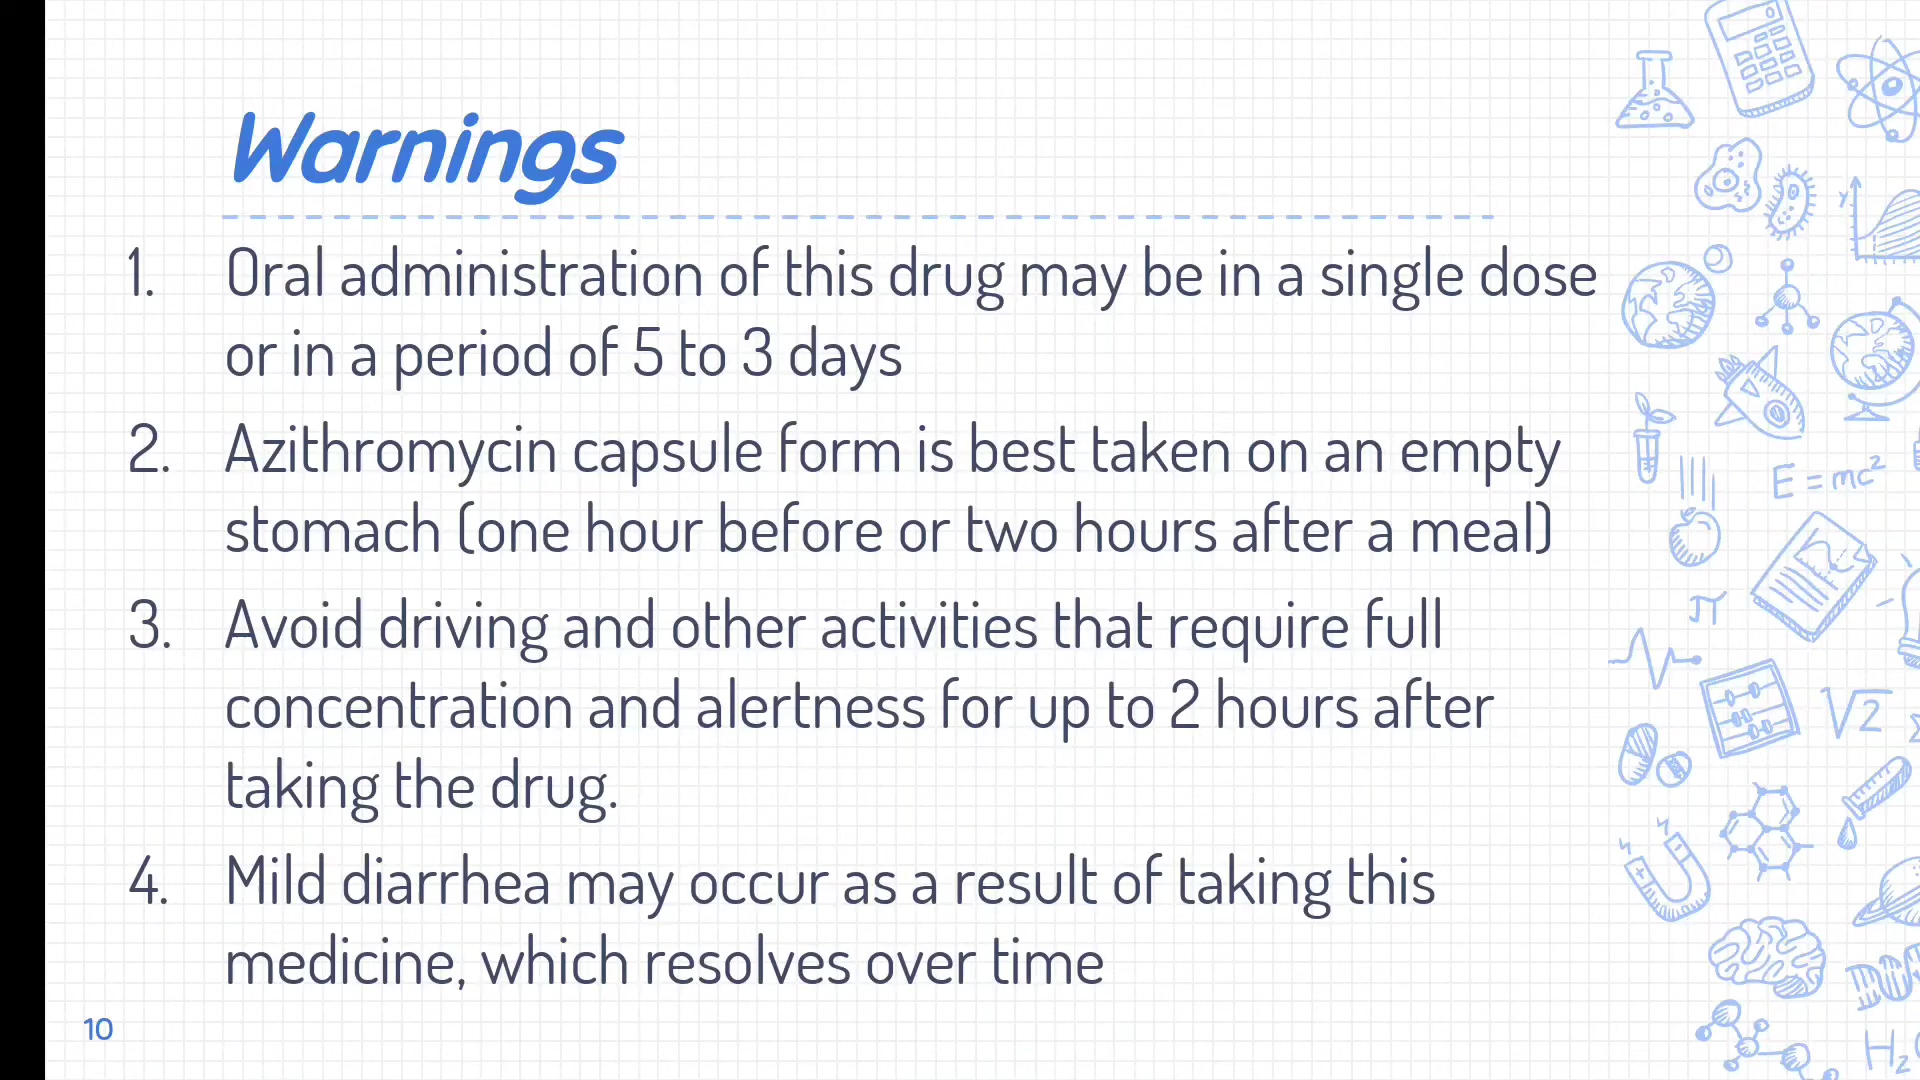 Warnings
1. Oral administration of this drug may be in a single dose
or in a period of 5 to 3 days
2. Azithromycin capsule form is best taken on an empty
stomach (one hour before or two hours after a meal)
3. Avoid driving and other activities that require full
concentration and alertness for up to 2 hours after
taking the drug.
4. Mild diarrhea may occur as a result of taking this
medicine, which resolves over time
10
y
E = mc²
π
√2